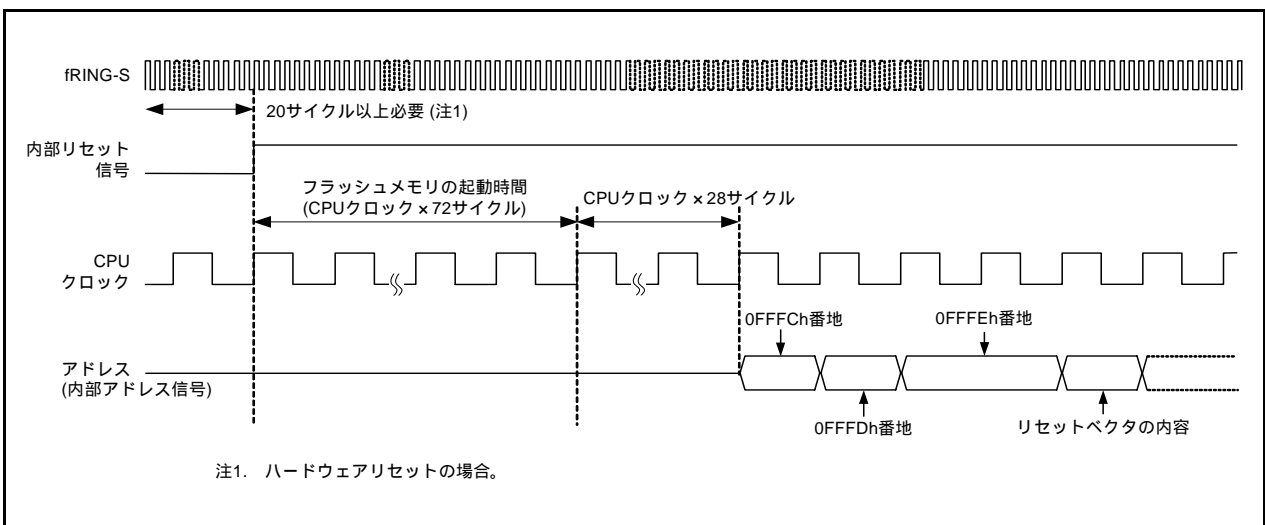 fRING-S
20サイクル以上必要 (注1)
内部リセット
信号
フラッシュメモリの起動時間
(CPUクロック×72サイクル)
CPUクロック×28サイクル
CPU
クロック
0FFFCh番地
0FFFEh番地
アドレス
(内部アドレス信号)
0FFFDh番地
リセットベクタの内容
注1. ハードウェアリセットの場合。